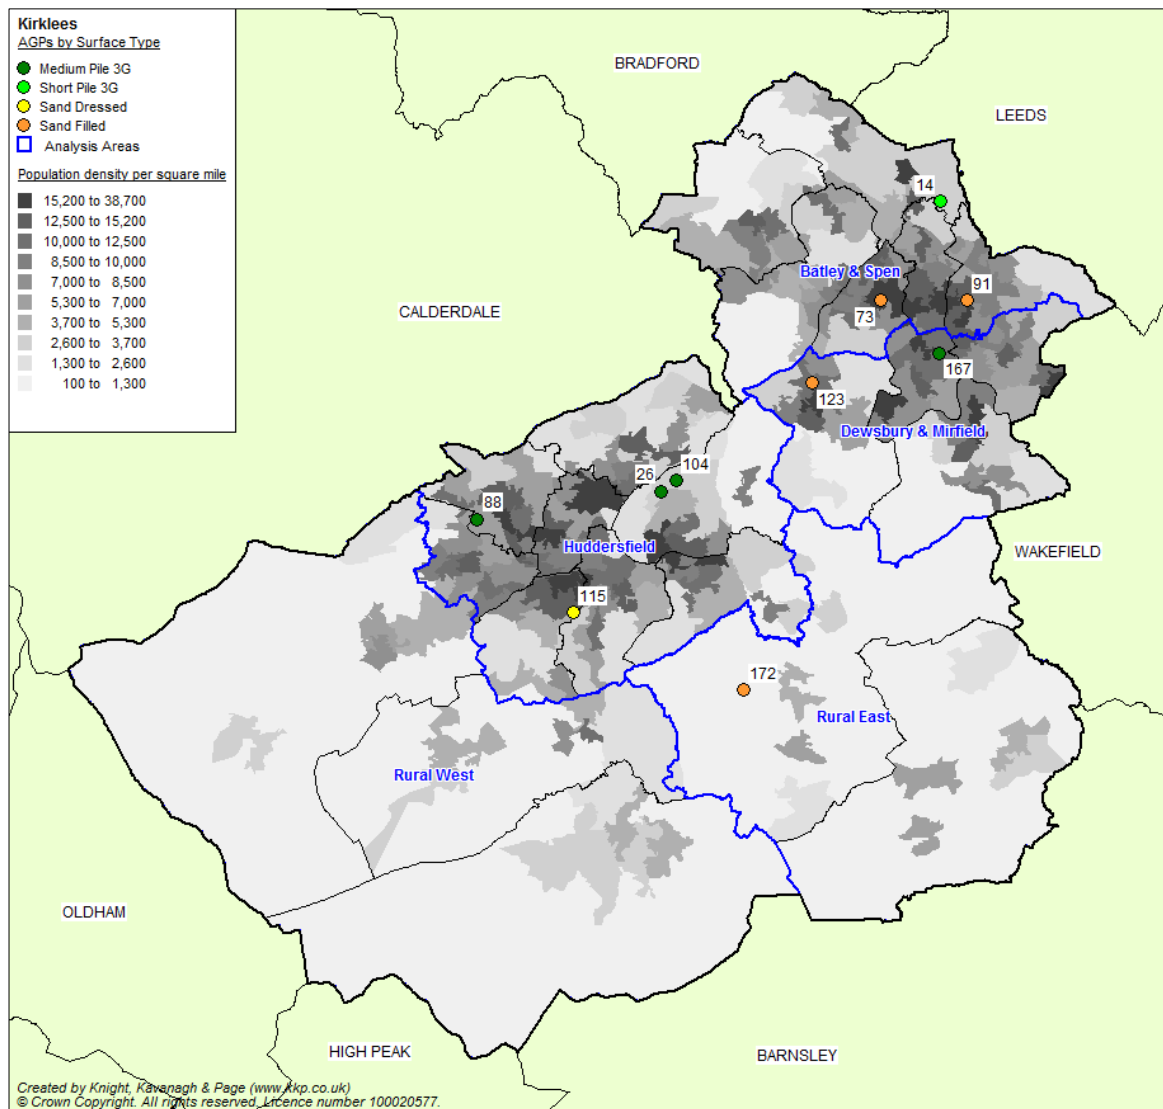 Kirklees
AGPs by Surface Type
Medium Pile 3G
Short Pile 3G
Sand Dressed
Sand Filled
Analysis Areas
Population density per square mile
15,200 to 38,700
12,500 to 15,200
10,000 to 12,500
8,500 to 10,000
7,000 to 8,500
5,300 to 7,000
3,700 to 5,300
2,600 to 3,700
1,300 to 2,600
100 to 1,300
BRADFORD
LEEDS
14
Batley & Spen
91
73
CALDERDALE
167
123
Dewsbury & Mirfield
104
26
88
Huddersfield
WAKEFIELD
115
172
Rural East
Rural West
OLDHAM
HIGH PEAK
BARNSLEY
Created by Knight, Kavanagh & Page (www.kkp.co.uk)
© Crown Copyright. All rights reserved. Licence number 100020577.